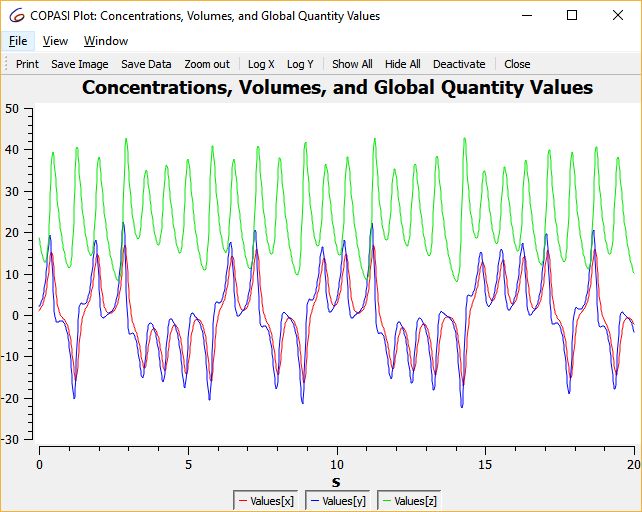 COPASI Plot: Concentrations, Volumes, and Global Quantity Values
File View Window
Print Save Image Save Data Zoom out Log X Log Y Show All Hide All Deactivate Close
Concentrations, Volumes, and Global Quantity Values
50
40
30
20
10
0
-10
-20
-30
0 5 10 15 20
s
Values[x] Values[y] Values[z]